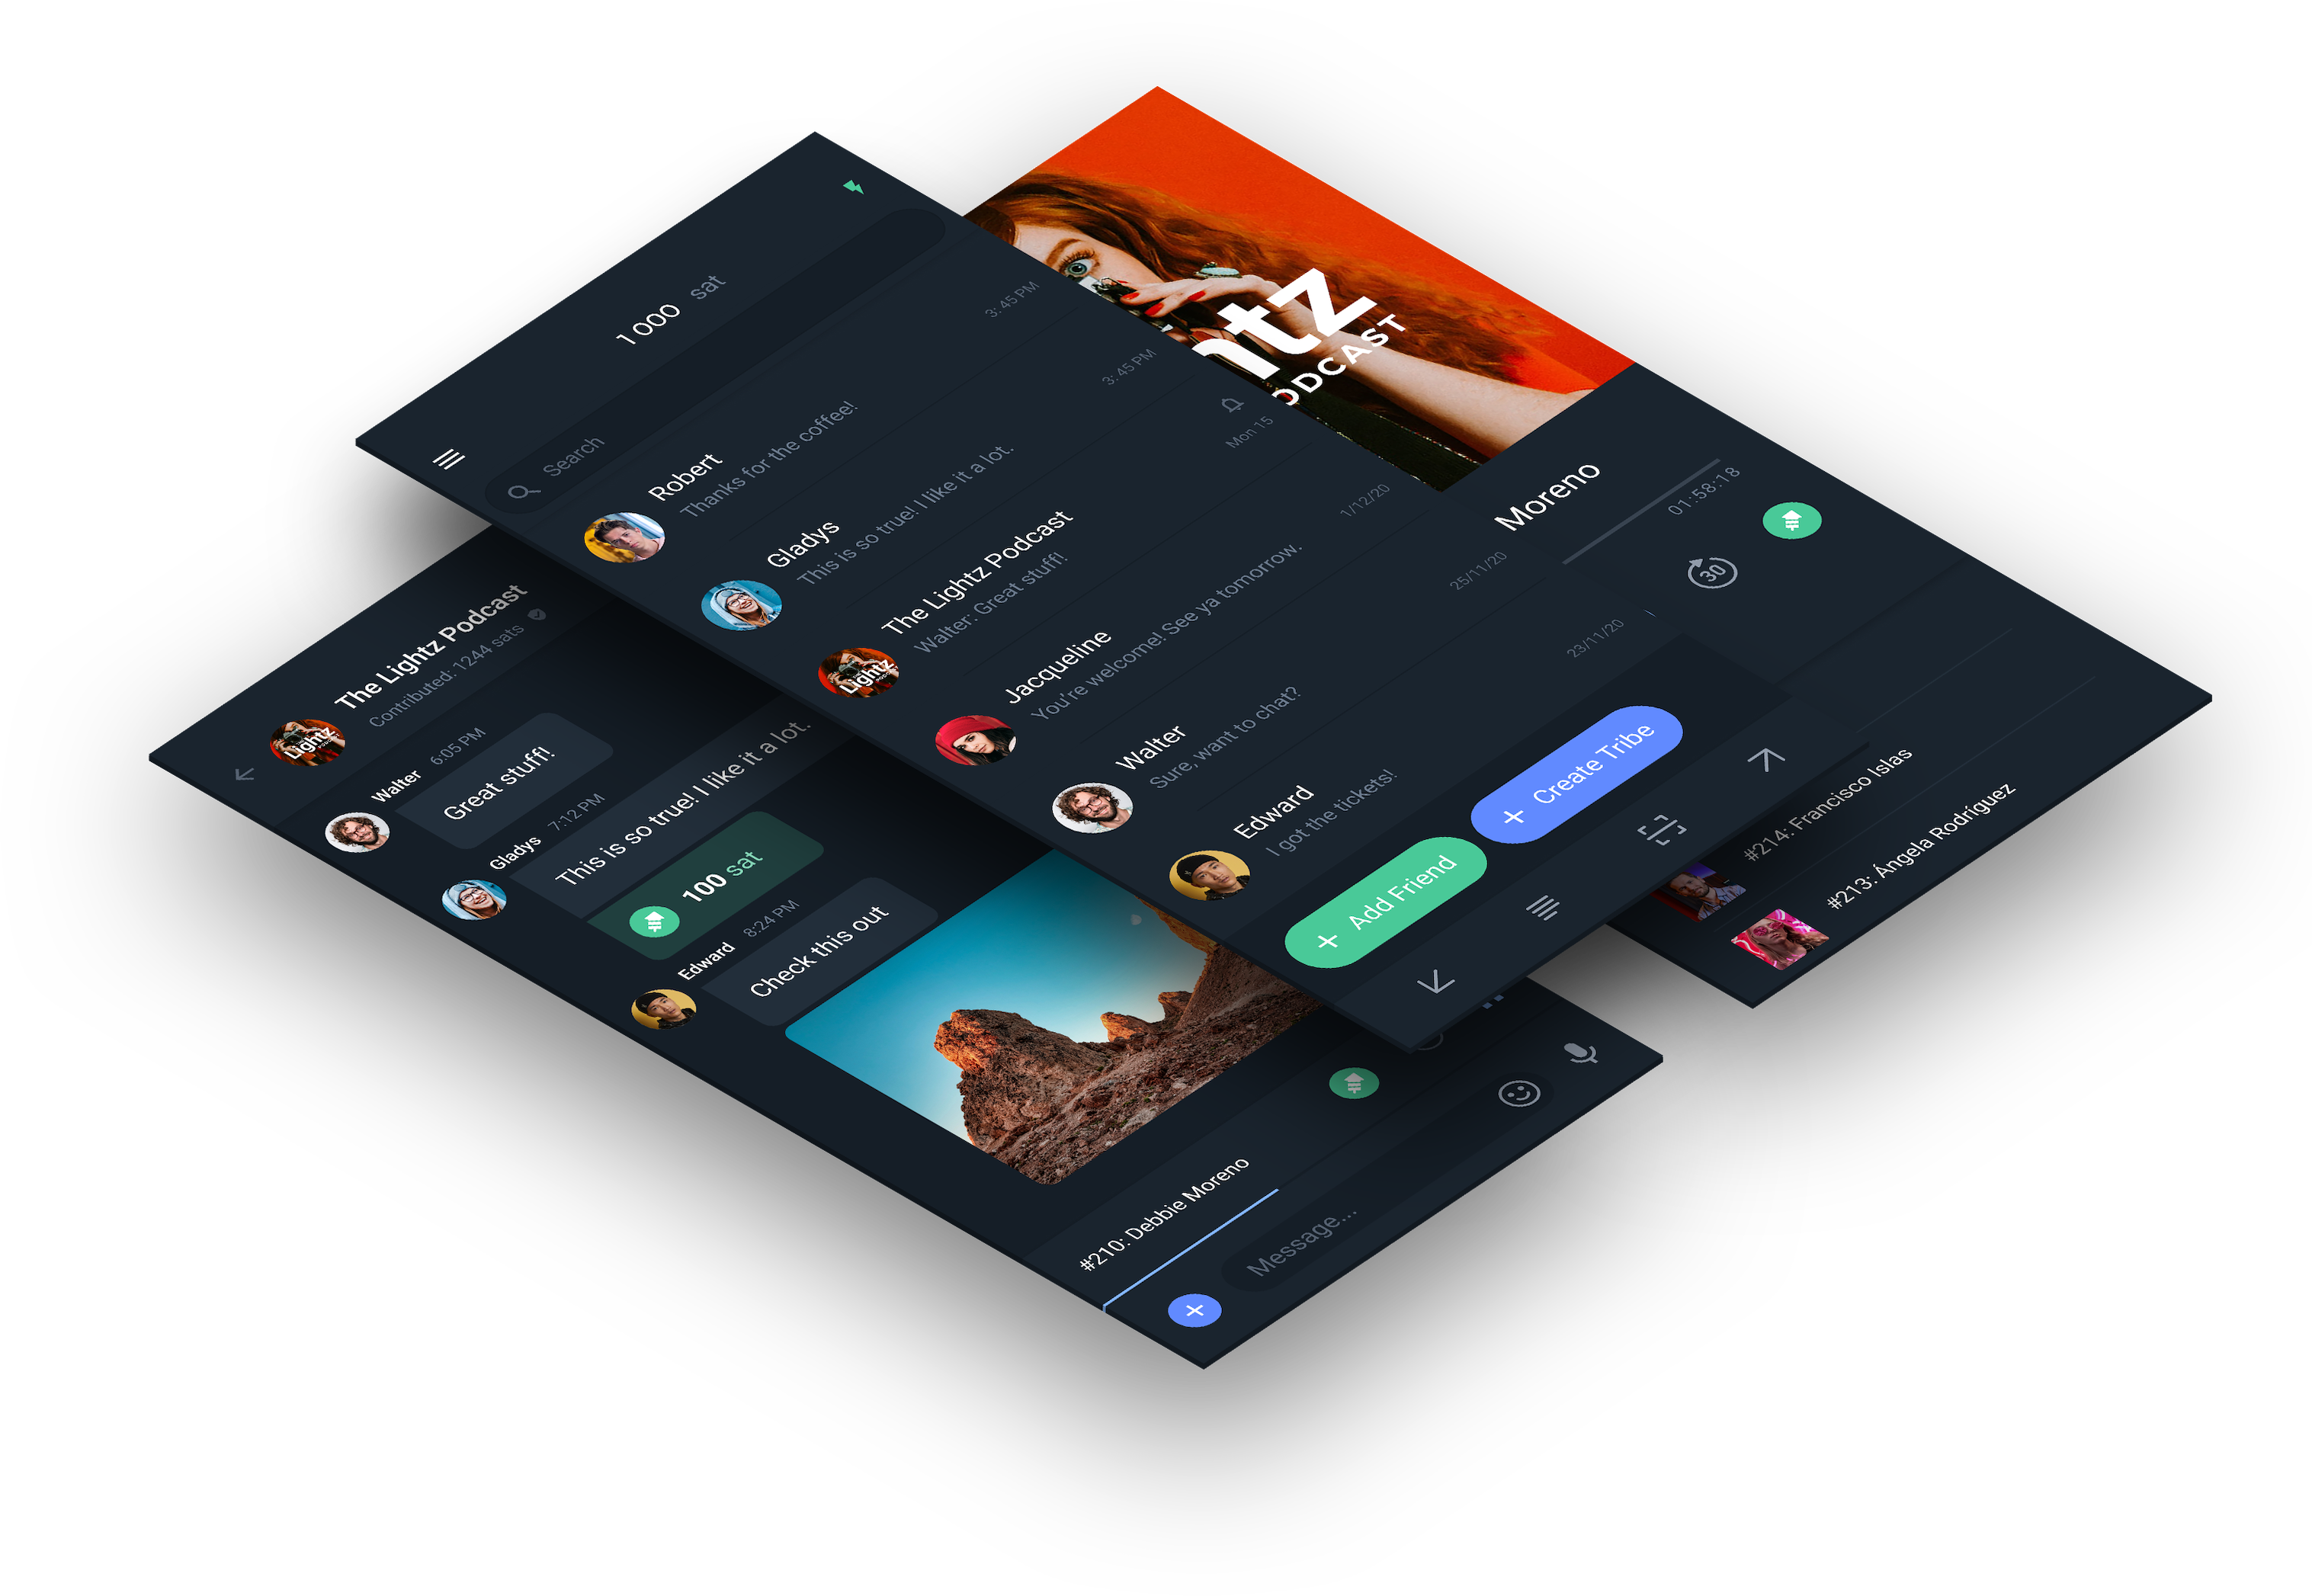 1 000 sat
Search
Robert
3:45 PM
Thanks for the coffee!
Gladys
3:45 PM
This is so true! I like it a lot.
The Lightz Podcast
Mon 15
Walter: Great stuff!
Jacqueline
1/12/20
You're welcome! See ya tomorrow.
Walter
25/11/20
Sure, want to chat?
Edward
23/11/20
I got the tickets!
+ Add Friend
+ Create Tribe
The Lightz Podcast
Contributed: 1244 sats
Lightz
Walter 6:05 PM
Great stuff!
Gladys 7:12 PM
This is so true! I like it a lot.
100 sat
Edward 8:24 PM
Check this out
#210: Debbie Moreno
Message...
ntz
ODCAST
Moreno
01:58:18
30
#214: Francisco Islas
#213: Ángela Rodríguez